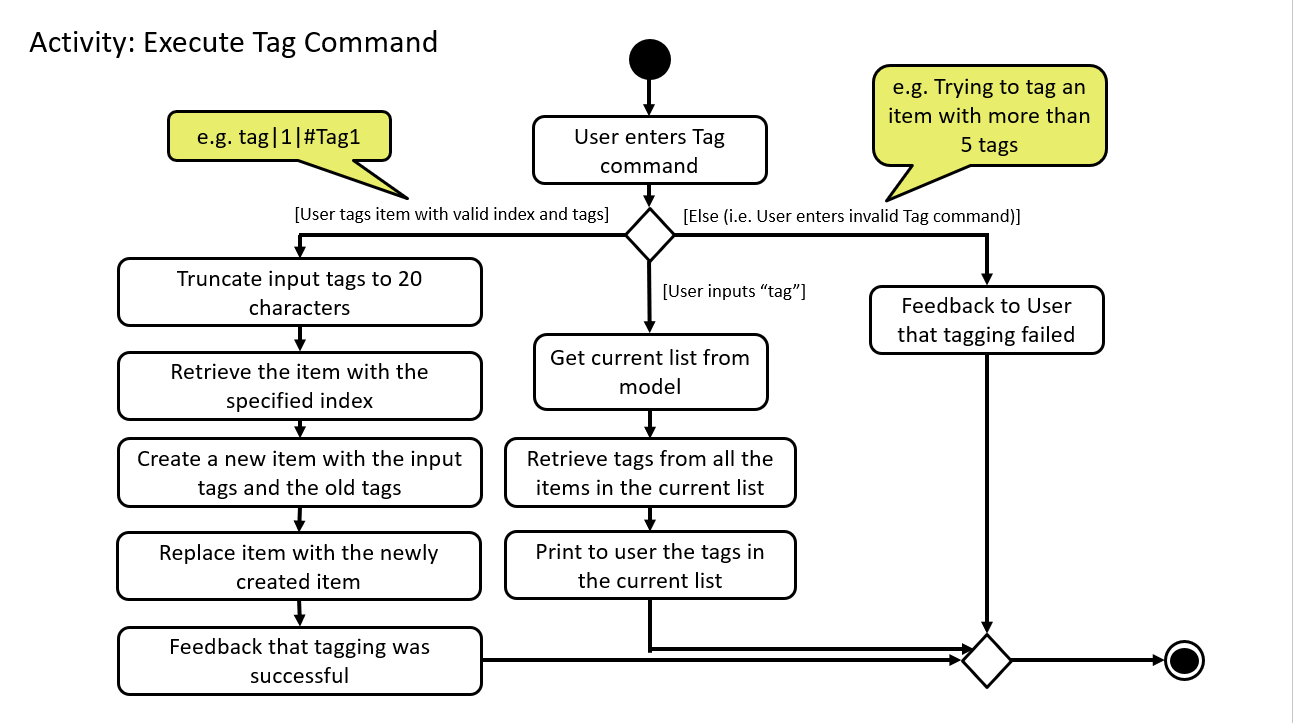 Activity: Execute Tag Command
e.g. tag|1|#Tag1
User enters Tag
command
e.g. Trying to tag an
item with more than
5 tags
[User tags item with valid index and tags]
[Else (i.e. User enters invalid Tag command)]
[User inputs “tag”]
Truncate input tags to 20
characters
Retrieve the item with the
specified index
Create a new item with the input
tags and the old tags
Replace item with the newly
created item
Feedback that tagging was
successful
Get current list from
model
Retrieve tags from all the
items in the current list
Print to user the tags in
the current list
Feedback to User
that tagging failed